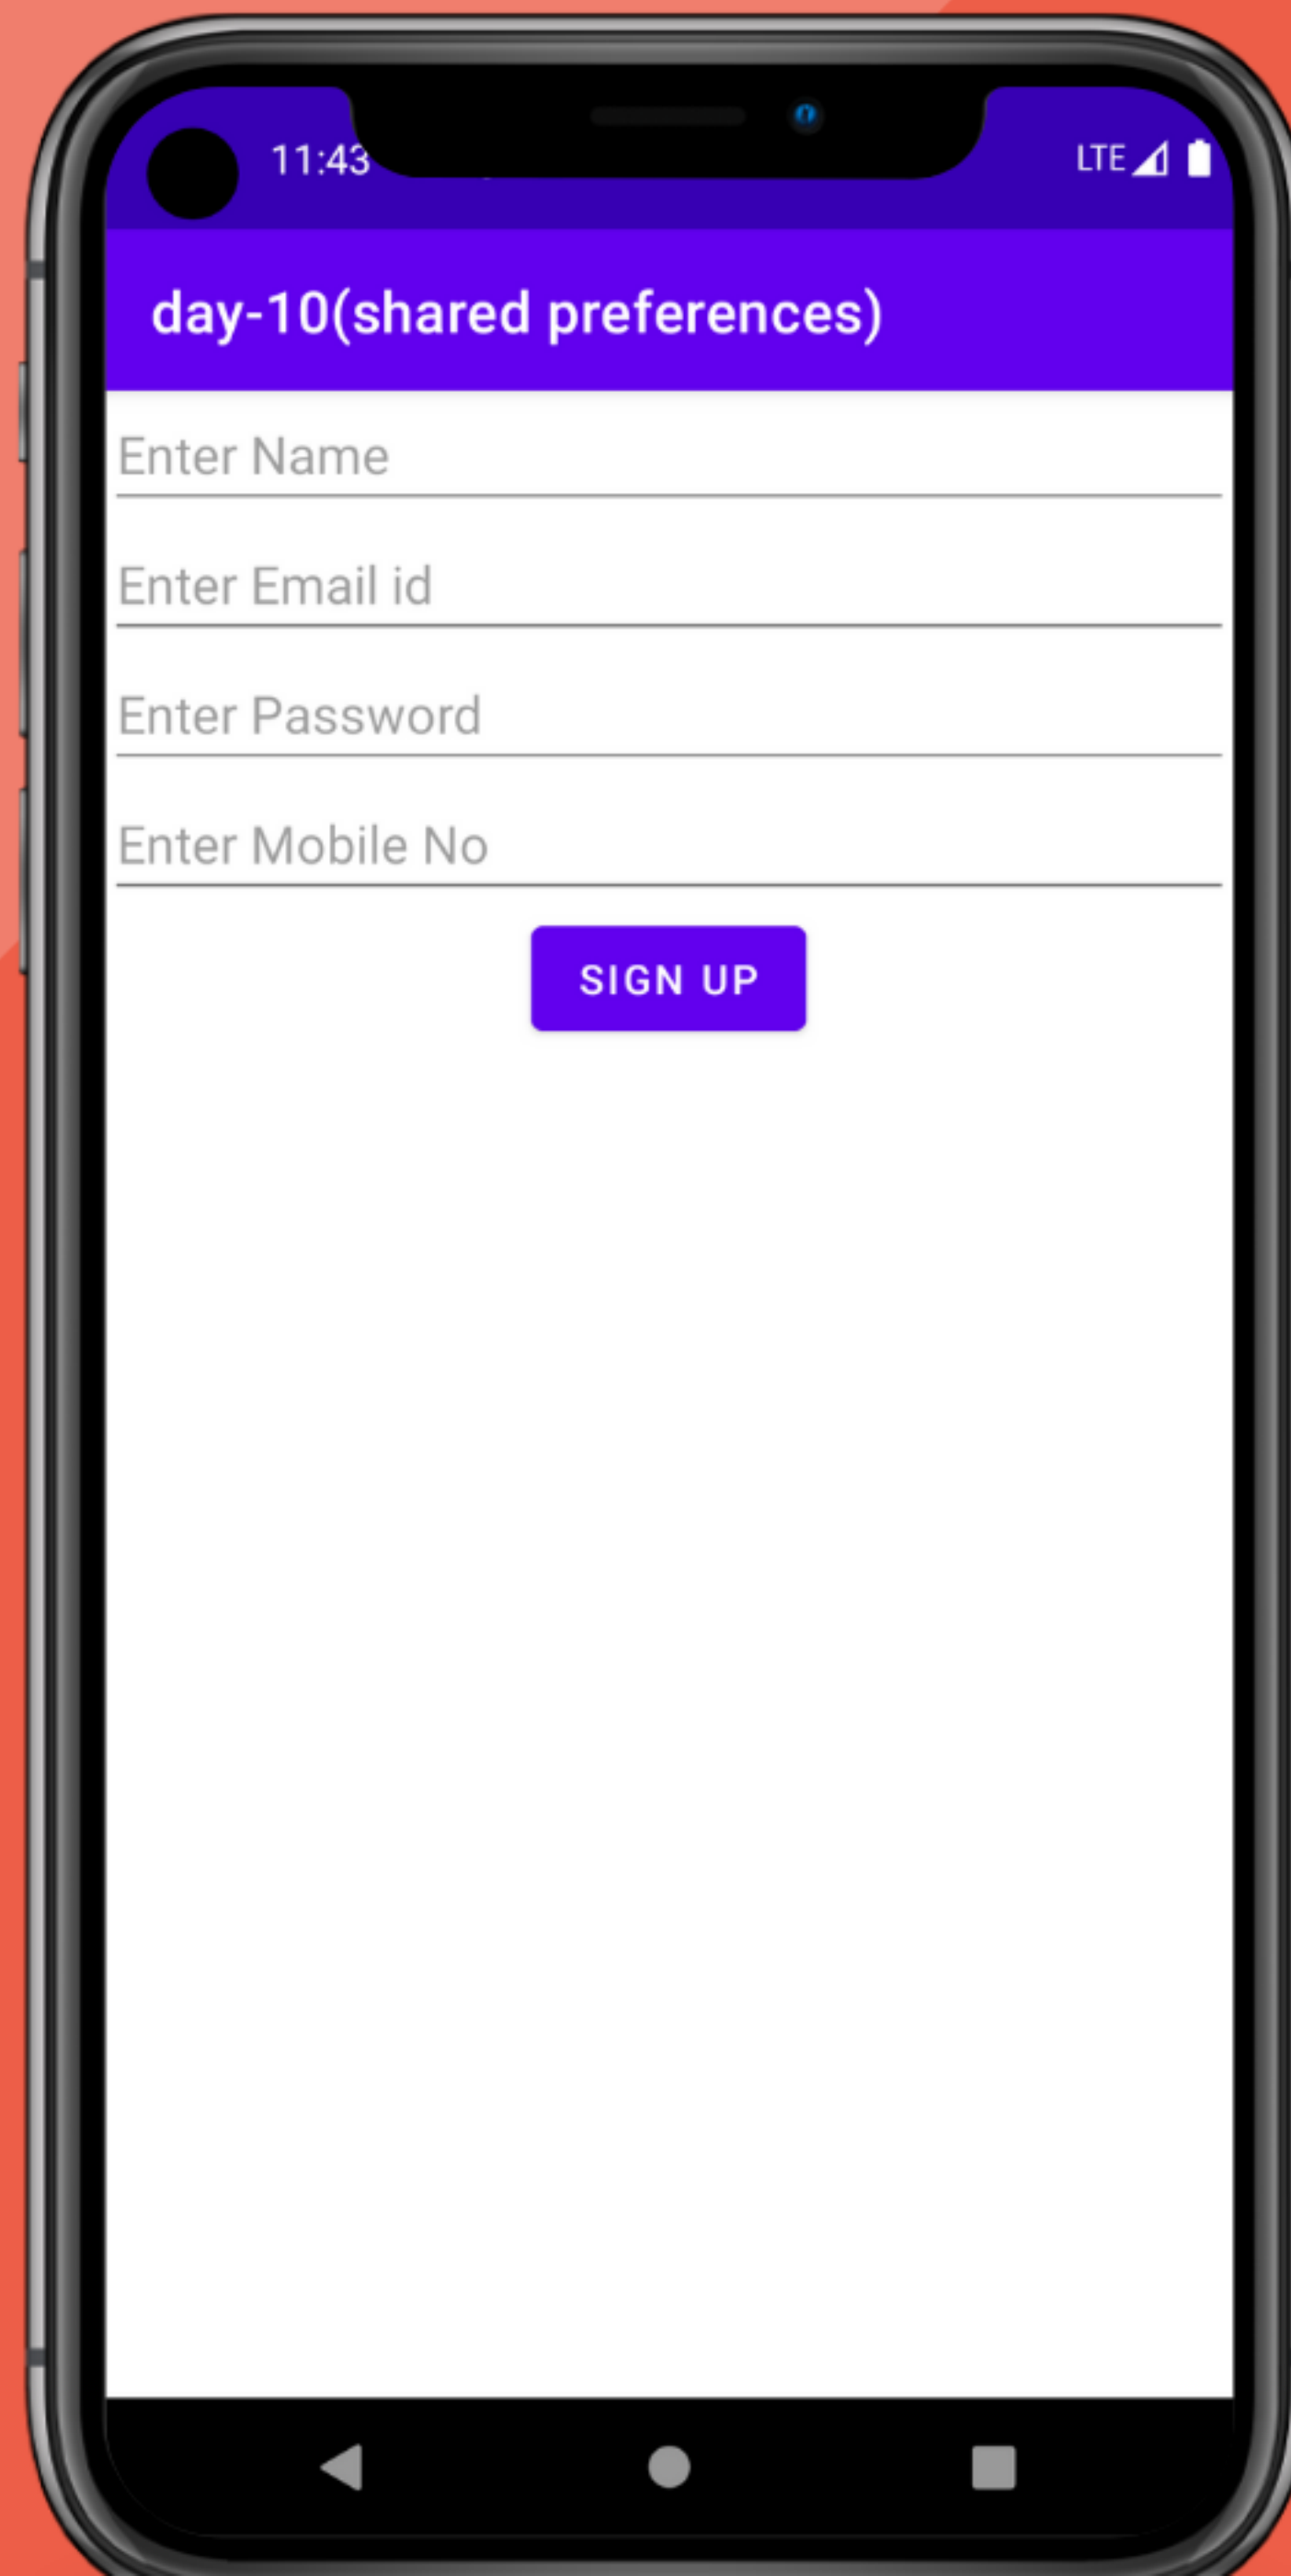 11:43
LTE
day-10(shared preferences)
Enter Name
Enter Email id
Enter Password
Enter Mobile No
SIGN UP